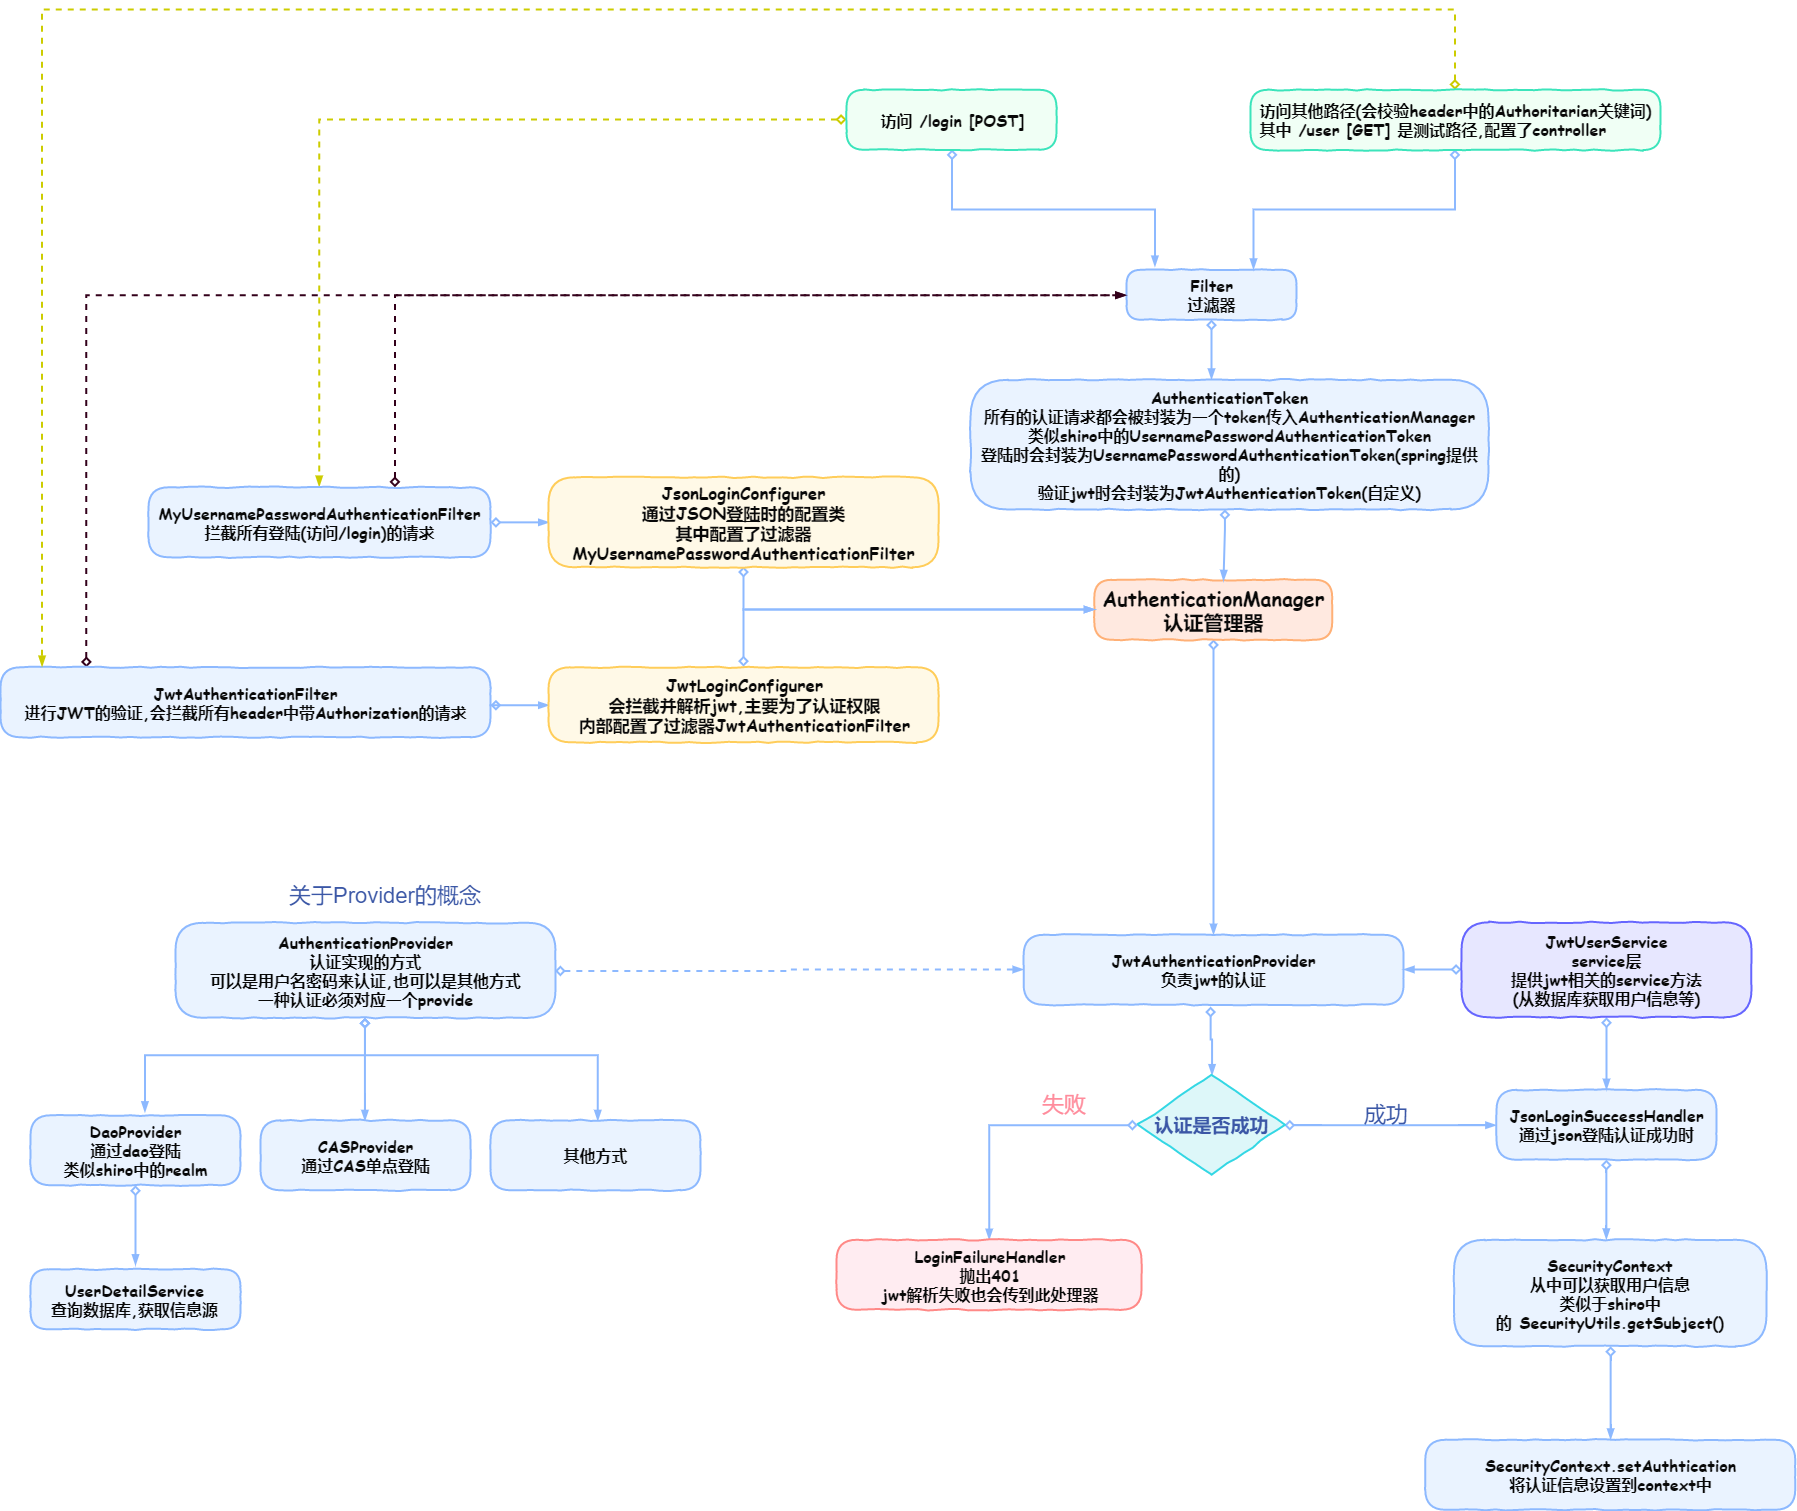 访问 /login [POST]
访问其他路径(会校验header中的Authoritarian关键词)
其中 /user [GET] 是测试路径,配置了controller
Filter
过滤器
AuthenticationToken
所有的认证请求都会被封装为一个token传入AuthenticationManager
类似shiro中的UsernamePasswordAuthenticationToken
登陆时会封装为UsernamePasswordAuthenticationToken(spring提供
的)
验证jwt时会封装为JwtAuthenticationToken(自定义)
MyUsernamePasswordAuthenticationFilter
拦截所有登陆(访问/login)的请求
JsonLoginConfigurer
通过JSON登陆时的配置类
其中配置了过滤器
MyUsernamePasswordAuthenticationFilter
AuthenticationManager
认证管理器
JwtAuthenticationFilter
进行JWT的验证,会拦截所有header中带Authorization的请求
JwtLoginConfigurer
会拦截并解析jwt,主要为了认证权限
内部配置了过滤器JwtAuthenticationFilter
关于Provider的概念
AuthenticationProvider
认证实现的方式
可以是用户名密码来认证,也可以是其他方式
一种认证必须对应一个provide
JwtAuthenticationProvider
负责jwt的认证
JwtUserService
service层
提供jwt相关的service方法
(从数据库获取用户信息等)
失败
认证是否成功
成功
JsonLoginSuccessHandler
通过json登陆认证成功时
DaoProvider
通过dao登陆
类似shiro中的realm
CASProvider
通过CAS单点登陆
其他方式
LoginFailureHandler
抛出401
jwt解析失败也会传到此处理器
SecurityContext
从中可以获取用户信息
类似于shiro中
的 SecurityUtils.getSubject()
UserDetailService
查询数据库,获取信息源
SecurityContext.setAuthtication
将认证信息设置到context中